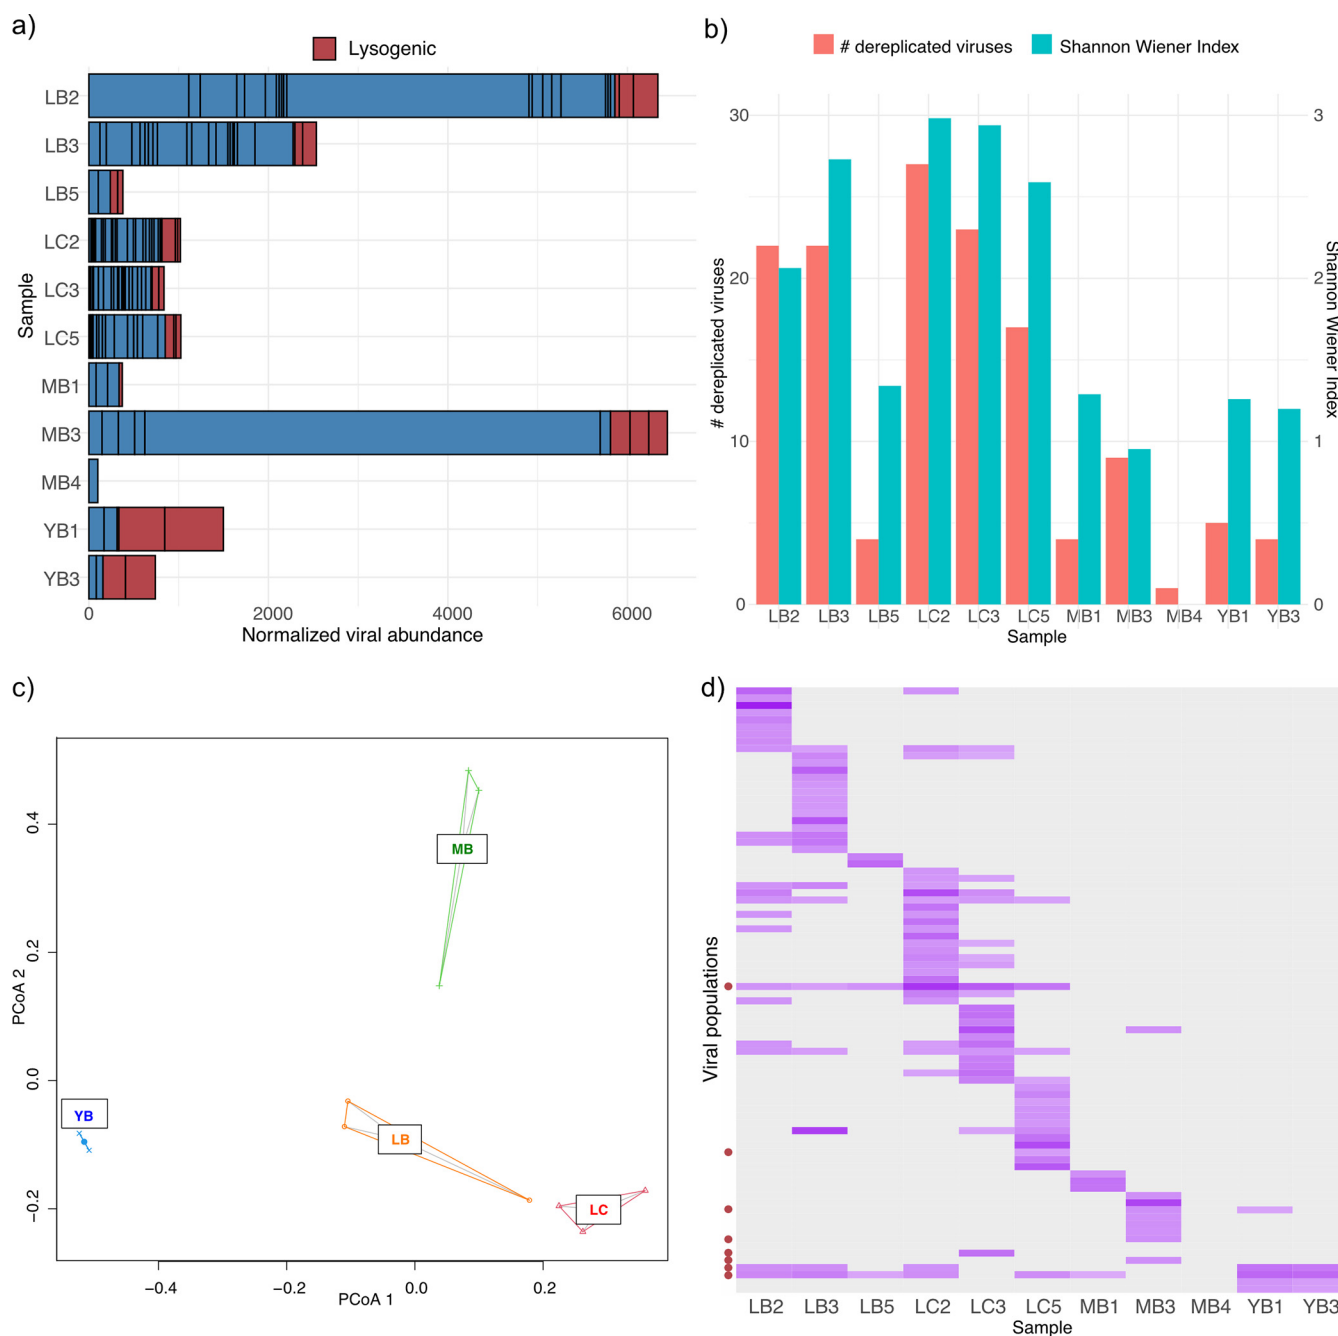 a)
Lysogenic
Sample
LB2
LB3
LB5
LC2
LC3
LC5
MB1
MB3
MB4
YB1
YB3
0 2000 4000 6000
Normalized viral abundance
b)
# dereplicated viruses Shannon Wiener Index
# dereplicated viruses
30
20
10
0
3
2
1
0
Shannon Wiener Index
LB2 LB3 LB5 LC2 LC3 LC5 MB1 MB3 MB4 YB1 YB3
Sample
c)
PCoA 2
0.4
0.2
0.0
−0.2
MB
YB
LB
LC
−0.4 −0.2 0.0 0.2
PCoA 1
d)
Viral populations
LB2 LB3 LB5 LC2 LC3 LC5 MB1 MB3 MB4 YB1 YB3
Sample